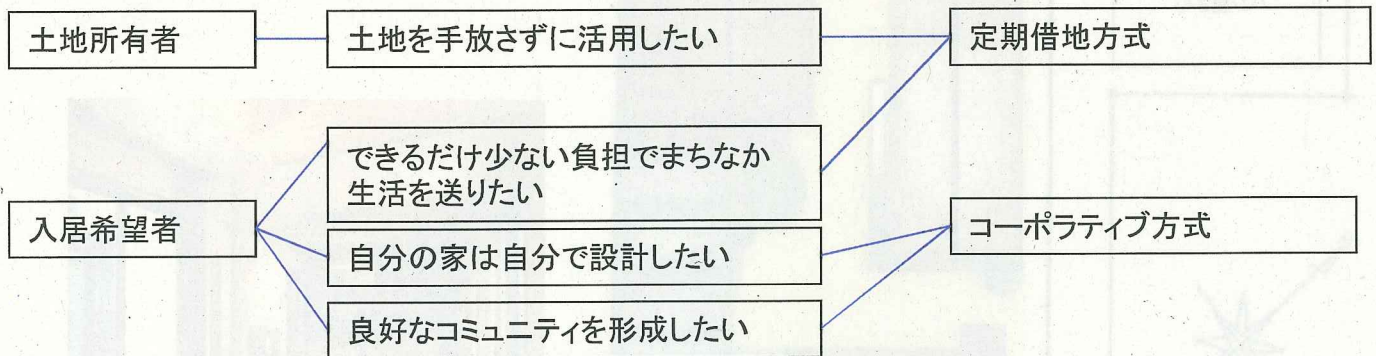 土地所有者
土地を手放さずに活用したい
定期借地方式
できるだけ少ない負担でまちなか
生活を送りたい
入居希望者
自分の家は自分で設計したい
コーポラティブ方式
良好なコミュニティを形成したい